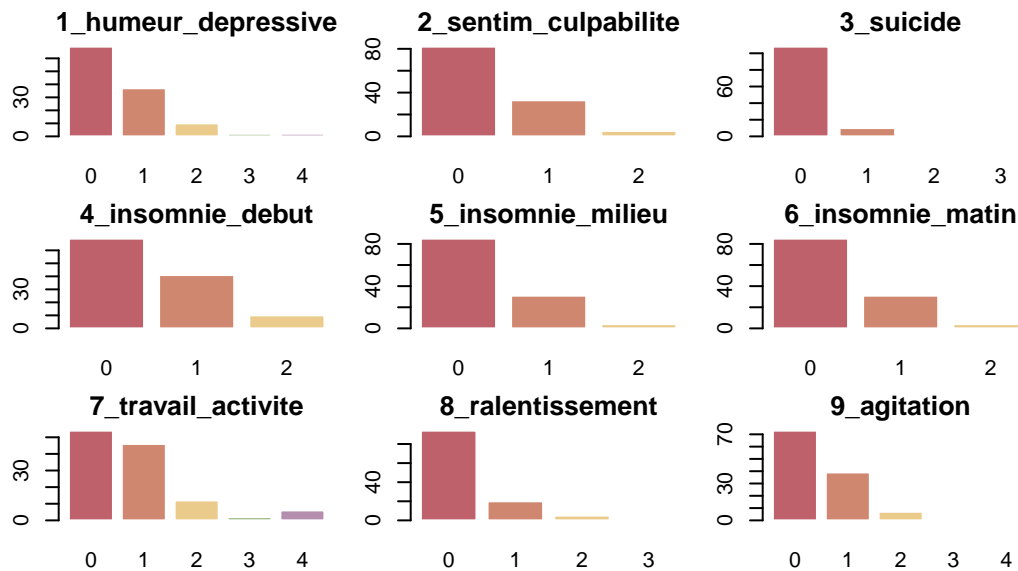 1_humeur_depressive
0 30
0 1 2 3 4
2_sentim_culpabilite
0 40 80
0 1 2
3_suicide
0 60
0 1 2 3
4_insomnie_debut
0 30
0 1 2
5_insomnie_milieu
0 40 80
0 1 2
6_insomnie_matin
0 40 80
0 1 2
7_travail_activite
0 30
0 1 2 3 4
8_ralentissement
0 40
0 1 2 3
9_agitation
0 30 70
0 1 2 3 4